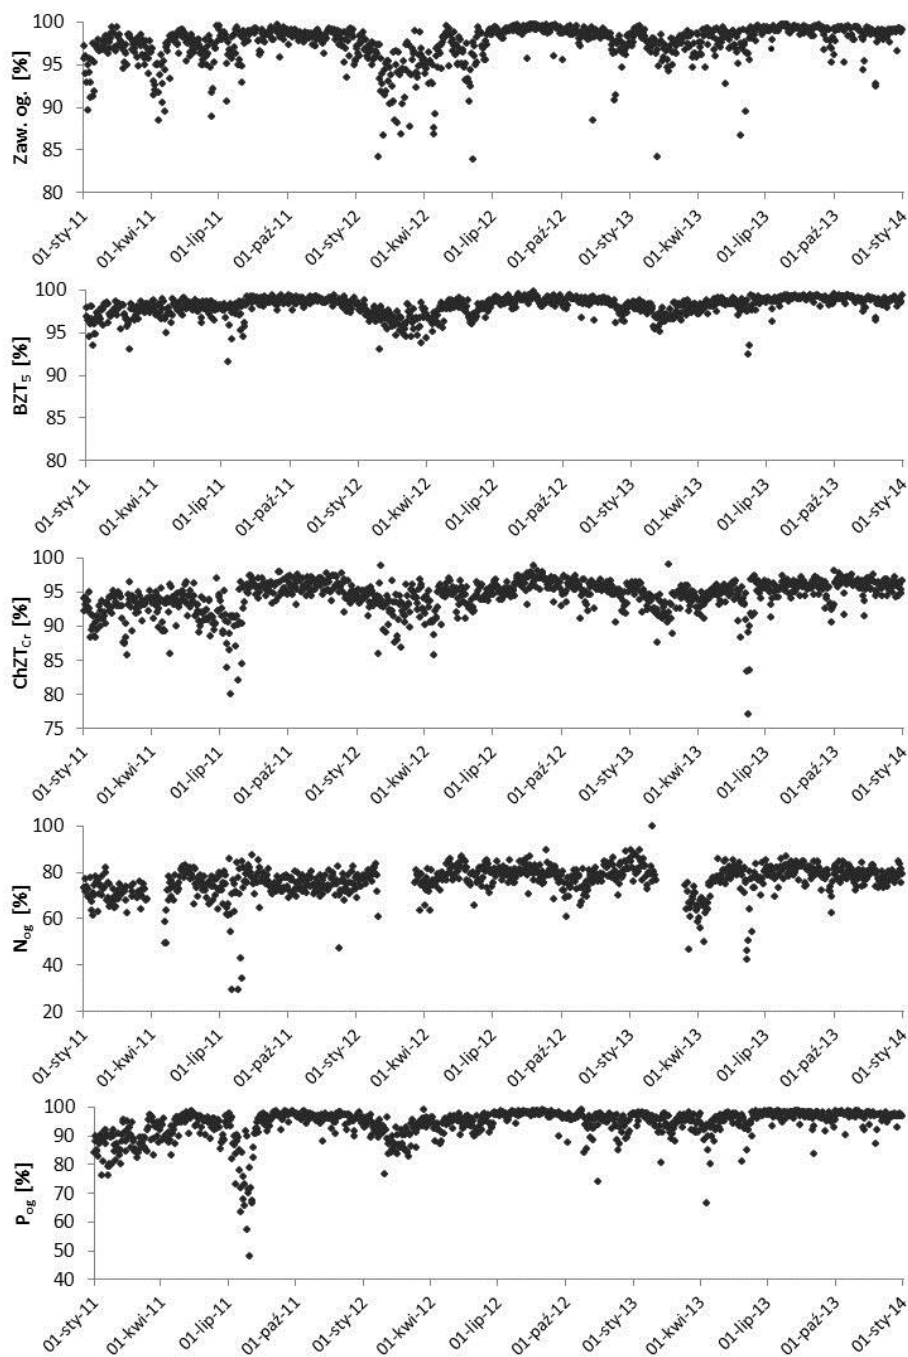 100
95
90
85
80
Zaw. og. [%]
01-sty-11
01-kwi-11
01-lip-11
01-paź-11
01-sty-12
01-kwi-12
01-lip-12
01-paź-12
01-sty-13
01-kwi-13
01-lip-13
01-paź-13
01-sty-14
100
95
90
85
80
BZT₅ [%]
01-sty-11
01-kwi-11
01-lip-11
01-paź-11
01-sty-12
01-kwi-12
01-lip-12
01-paź-12
01-sty-13
01-kwi-13
01-lip-13
01-paź-13
01-sty-14
100
95
90
85
80
75
ChZT_Cr [%]
01-sty-11
01-kwi-11
01-lip-11
01-paź-11
01-sty-12
01-kwi-12
01-lip-12
01-paź-12
01-sty-13
01-kwi-13
01-lip-13
01-paź-13
01-sty-14
100
80
60
40
20
N_og [%]
01-sty-11
01-kwi-11
01-lip-11
01-paź-11
01-sty-12
01-kwi-12
01-lip-12
01-paź-12
01-sty-13
01-kwi-13
01-lip-13
01-paź-13
01-sty-14
100
90
80
70
60
50
40
P_og [%]
01-sty-11
01-kwi-11
01-lip-11
01-paź-11
01-sty-12
01-kwi-12
01-lip-12
01-paź-12
01-sty-13
01-kwi-13
01-lip-13
01-paź-13
01-sty-14